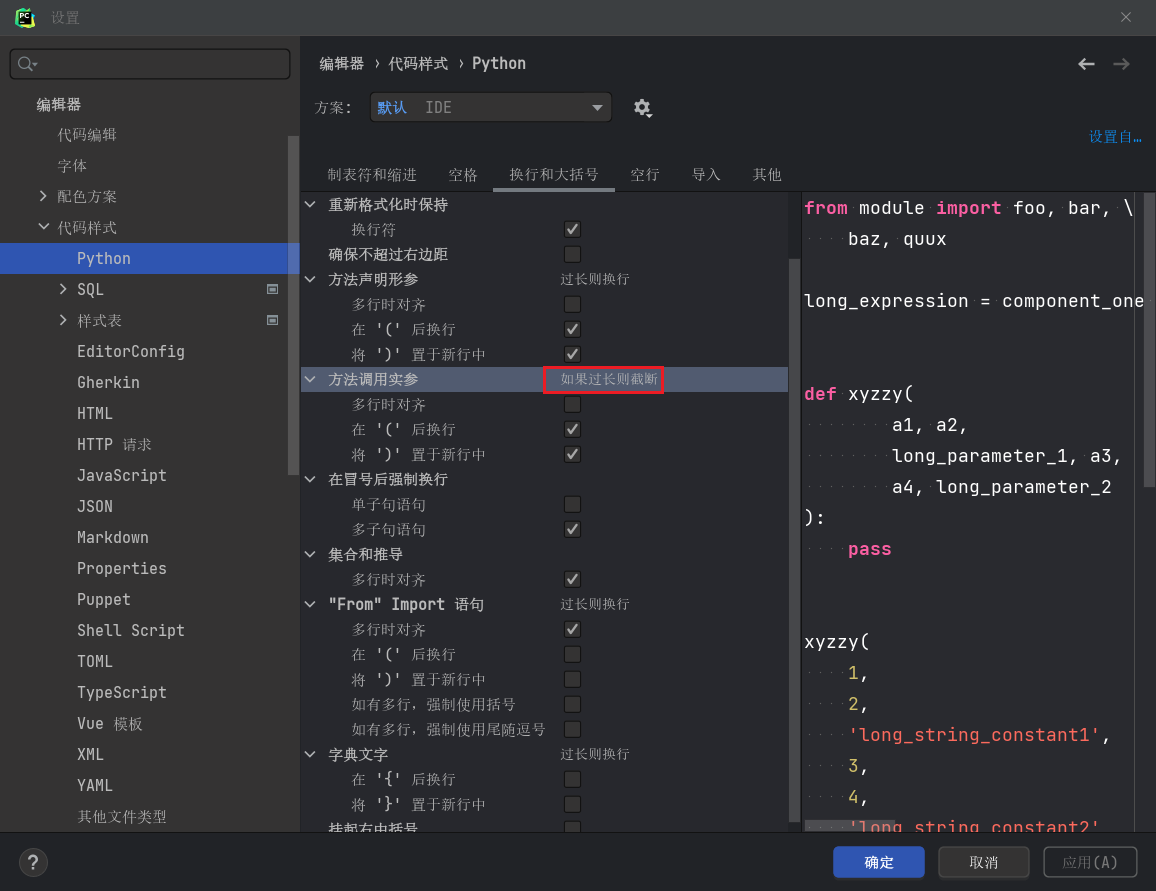 PC
设置
编辑器
代码编辑
字体
配色方案
代码样式
Python
SQL
样式表
EditorConfig
Gherkin
HTML
HTTP 请求
JavaScript
JSON
Markdown
Properties
Puppet
Shell Script
TOML
TypeScript
Vue 模板
XML
YAML
其他文件类型
编辑器 › 代码样式 › Python
方案: 默认 IDE
设置自…
制表符和缩进 空格 换行和大括号 空行 导入 其他
重新格式化时保持
换行符
确保不超过右边距
方法声明形参 过长则换行
多行时对齐
在 '(' 后换行
将 ')' 置于新行中
方法调用实参 如果过长则截断
多行时对齐
在 '(' 后换行
将 ')' 置于新行中
在冒号后强制换行
单子句语句
多子句语句
集合和推导
多行时对齐
"From" Import 语句 过长则换行
多行时对齐
在 '(' 后换行
将 ')' 置于新行中
如有多行，强制使用括号
如有多行，强制使用尾随逗号
字典文字 过长则换行
在 '{' 后换行
将 '}' 置于新行中
挂起右中括号
from module import foo, bar, \
baz, quux
long_expression = component_one
def xyzzy(
a1, a2,
long_parameter_1, a3,
a4, long_parameter_2
):
pass
xyzzy(
1,
2,
'long_string_constant1',
3,
4,
'long_string_constant2'
?
确定 取消 应用(A)